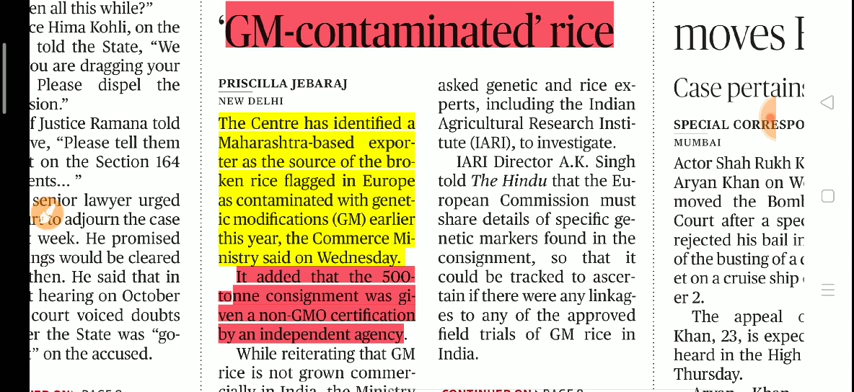 en all this while?”
ce Hima Kohli, on the
told the State, “We
ou are dragging your
Please dispel the
sion.”
f Justice Ramana told
ve, “Please tell them
t on the Section 164
ents... ”
senior lawyer urged
to adjourn the case
week. He promised
ngs would be cleared
then. He said that in
t hearing on October
court voiced doubts
er the State was “go-
” on the accused.
‘GM-contaminated’ rice
PRISCILLA JEBARAJ
NEW DELHI
The Centre has identified a
Maharashtra-based expor-
ter as the source of the bro-
ken rice flagged in Europe
as contaminated with genet-
ic modifications (GM) earlier
this year, the Commerce Mi-
nistry said on Wednesday.
It added that the 500-
tonne consignment was gi-
ven a non-GMO certification
by an independent agency.
While reiterating that GM
rice is not grown commer-
cially in India, the Ministry
asked genetic and rice ex-
perts, including the Indian
Agricultural Research Insti-
tute (IARI), to investigate.
IARI Director A.K. Singh
told The Hindu that the Eu-
ropean Commission must
share details of specific ge-
netic markers found in the
consignment, so that it
could be tracked to ascer-
tain if there were any linkag-
es to any of the approved
field trials of GM rice in
India.
moves
Case pertains
SPECIAL CORRESPO
MUMBAI
Actor Shah Rukh K
Aryan Khan on W
moved the Bomb
Court after a spec
rejected his bail in
of the busting of a
et on a cruise ship
er 2.
The appeal
Khan, 23, is expec
heard in the High
Thursday.
Aryan Khan